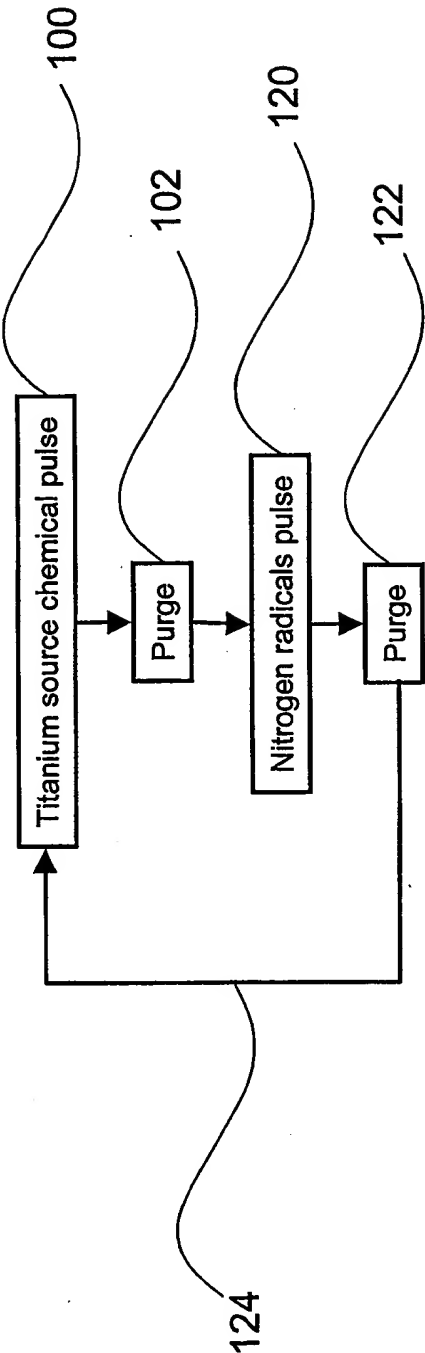 Titanium source chemical pulse
100
Purge
102
Nitrogen radicals pulse
120
Purge
122
124